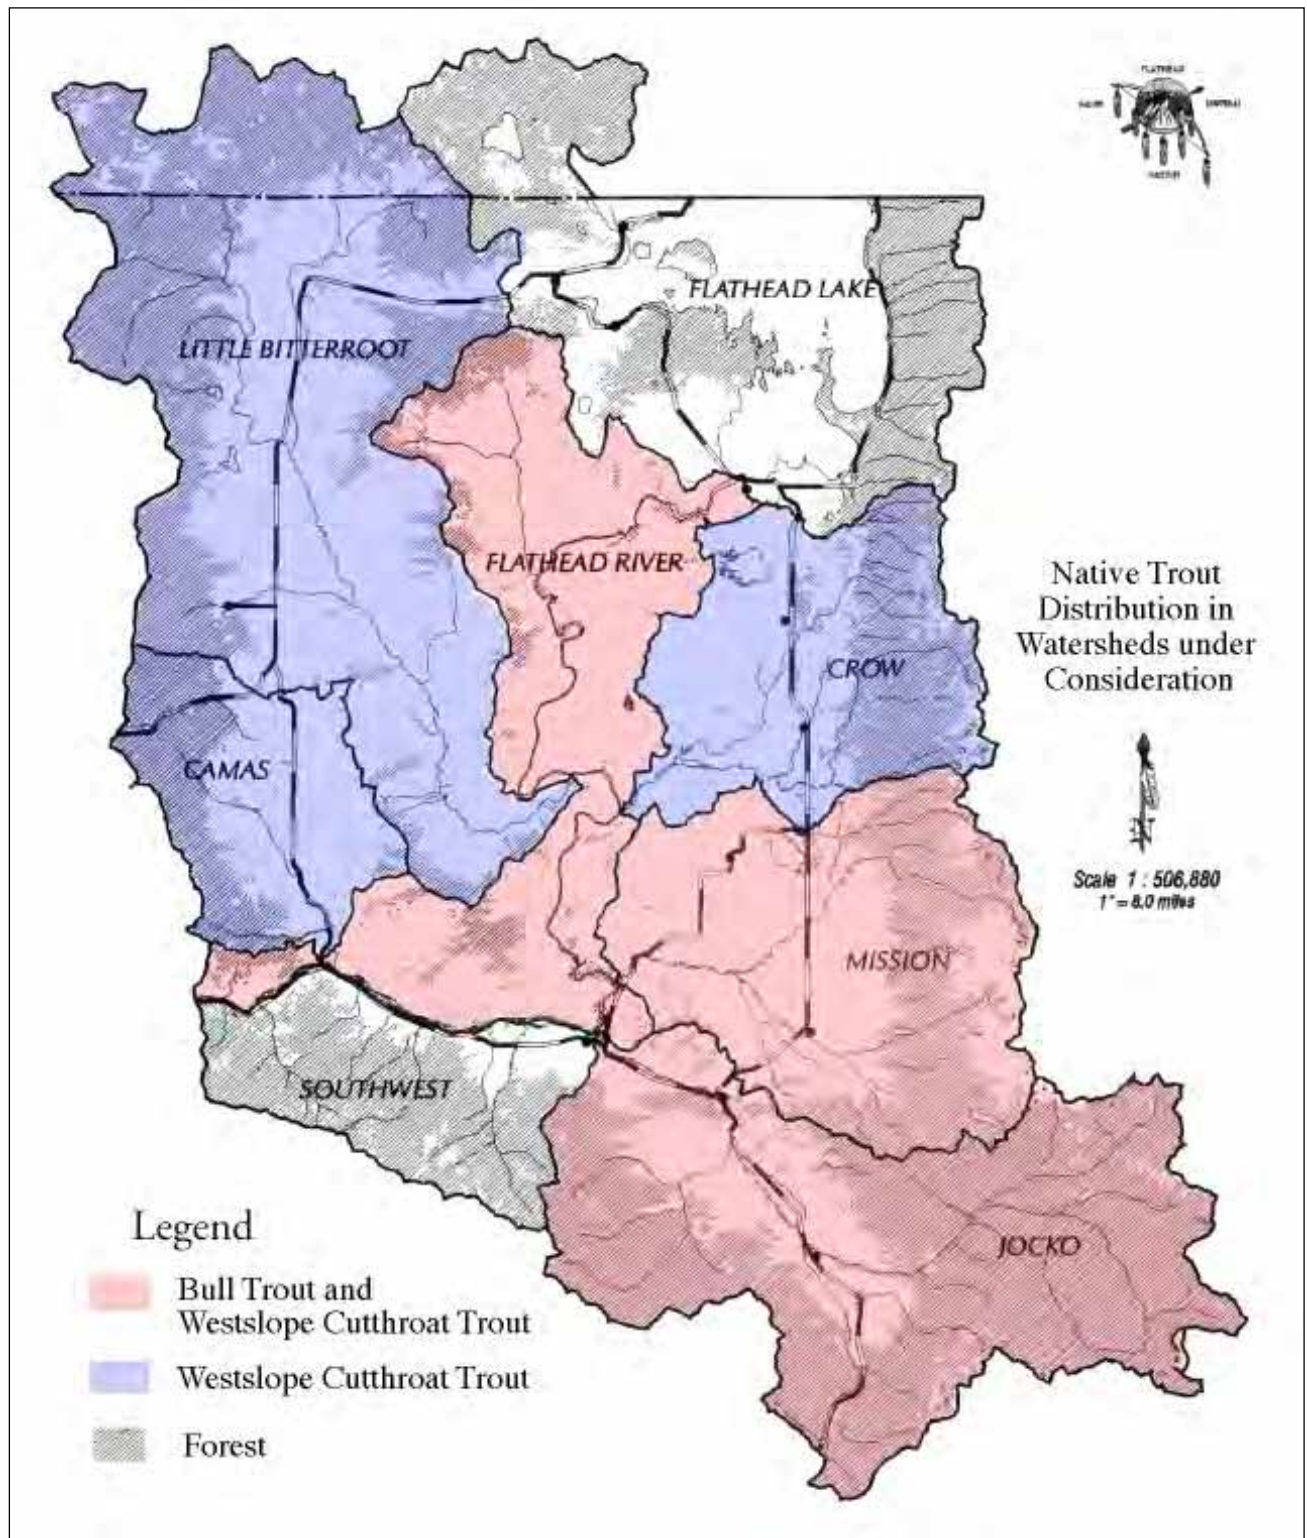 FLATHEAD
FLATHEAD LAKE
LITTLE BITTERROOT
FLATHEAD RIVER
Native Trout
Distribution in
Watersheds under
Consideration
CROW
CAMAS
Scale 1 : 506,880
1" = 8.0 miles
MISSION
SOUTHWEST
JOCKO
Legend
Bull Trout and
Westslope Cutthroat Trout
Westslope Cutthroat Trout
Forest